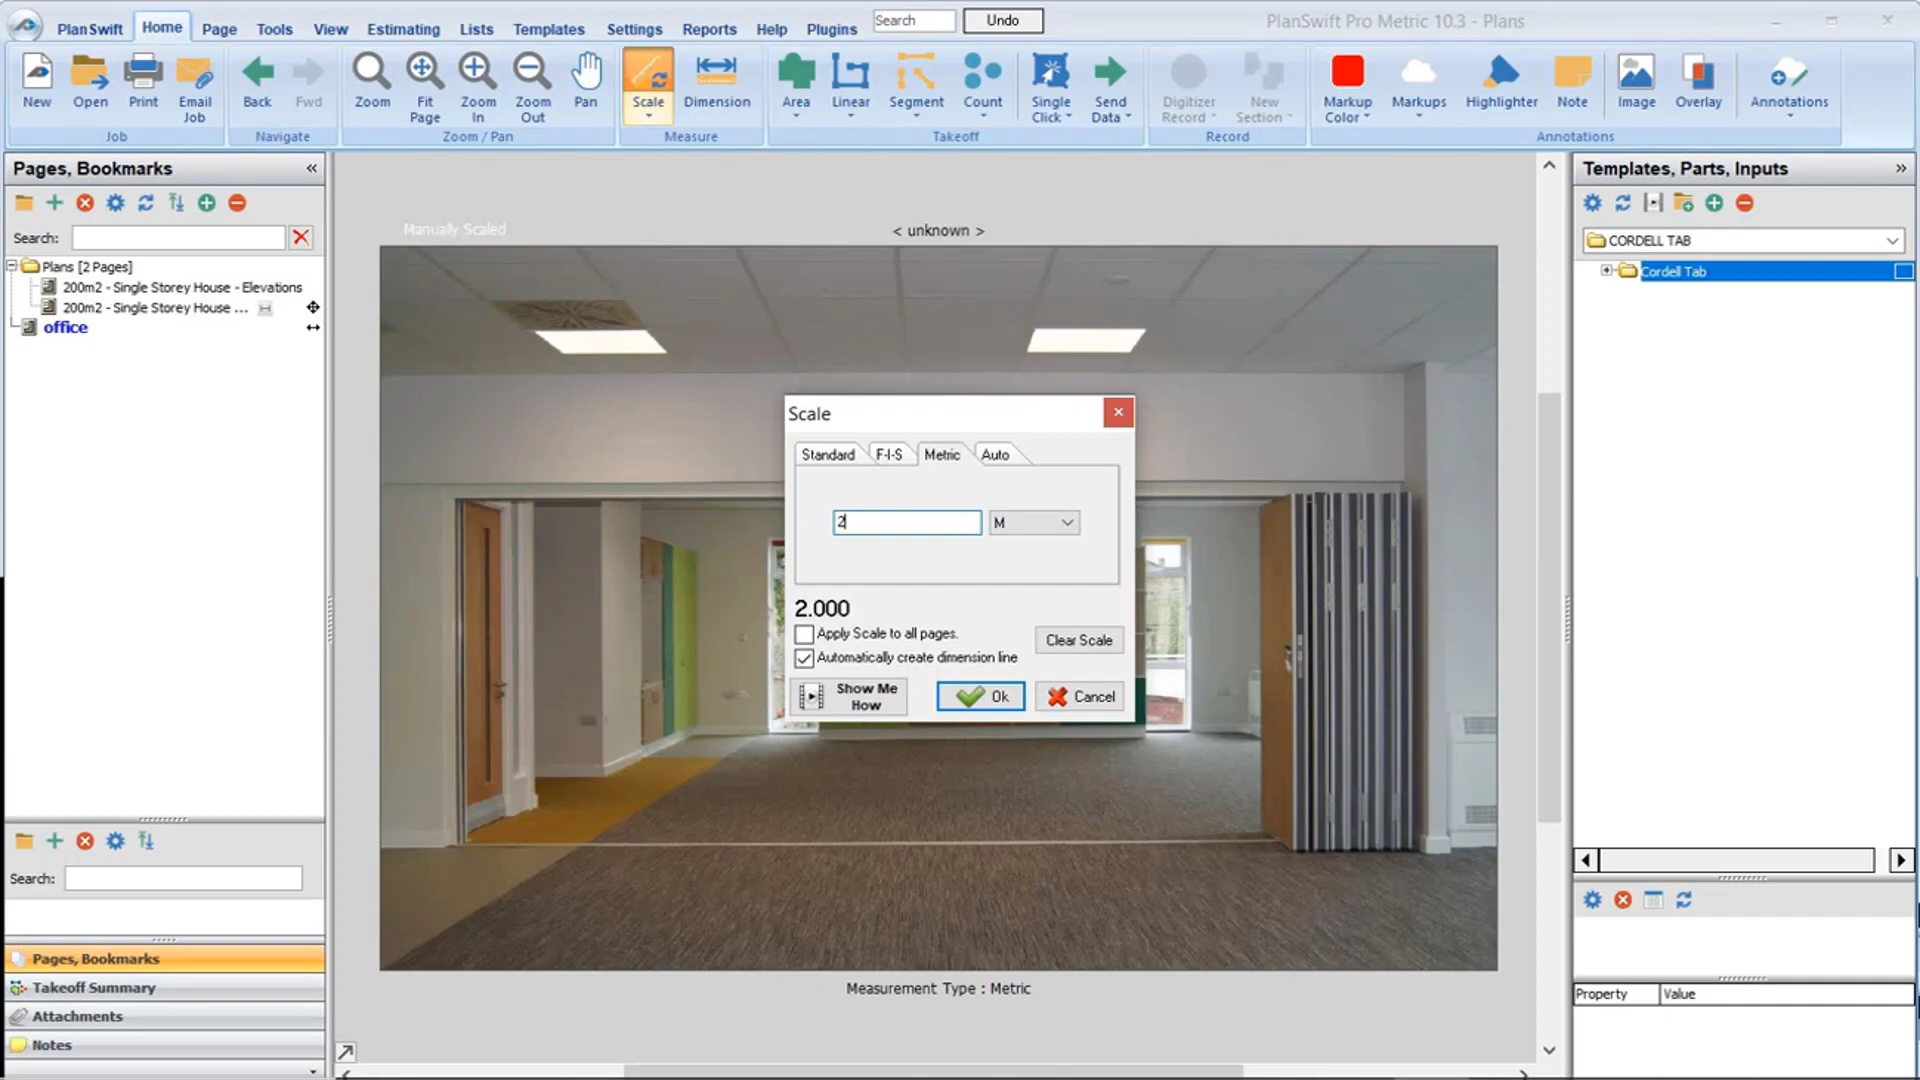 PlanSwift Home Page Tools View Estimating Lists Templates Settings Reports Help Plugins Search Undo PlanSwift Pro Metric 10.3 - Plans
New Open Print Email Job Back Fwd Zoom Fit Page Zoom In Zoom Out Pan Scale Dimension Area Linear Segment Count Single Click Send Data Digitizer Record New Section Markup Color Markups Highlighter Note Image Overlay Annotations
Job Navigate Zoom / Pan Measure Takeoff Record Annotations
Pages, Bookmarks
Search:
Plans [2 Pages]
200m2 - Single Storey House - Elevations
200m2 - Single Storey House ...
office
Search:
Pages, Bookmarks
Takeoff Summary
Attachments
Notes
Manually Scaled
< unknown >
Scale
Standard F-I-S Metric Auto
2 M
2.000
Apply Scale to all pages.
Automatically create dimension line
Clear Scale
Show Me How
Ok Cancel
Measurement Type : Metric
Templates, Parts, Inputs
CORDELL TAB
Cordell Tab
Property Value